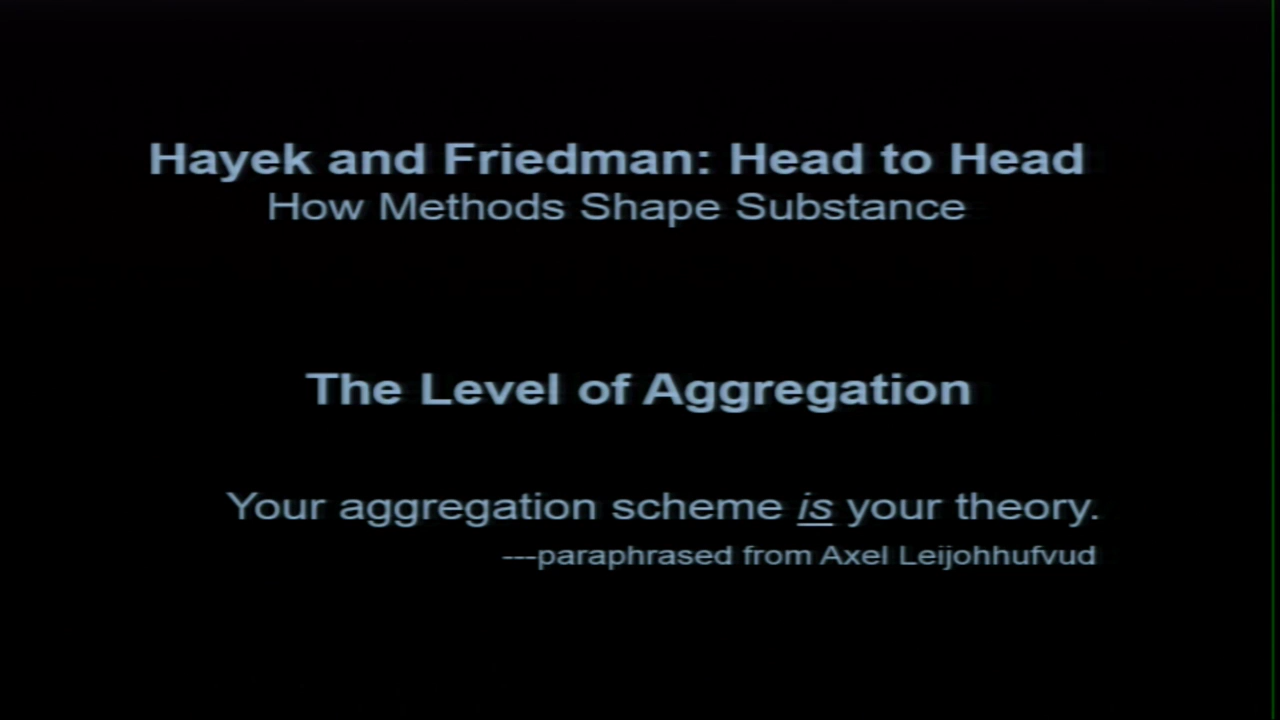 Hayek and Friedman: Head to Head
How Methods Shape Substance
The Level of Aggregation
Your aggregation scheme is your theory.
---paraphrased from Axel Leijohhufvud